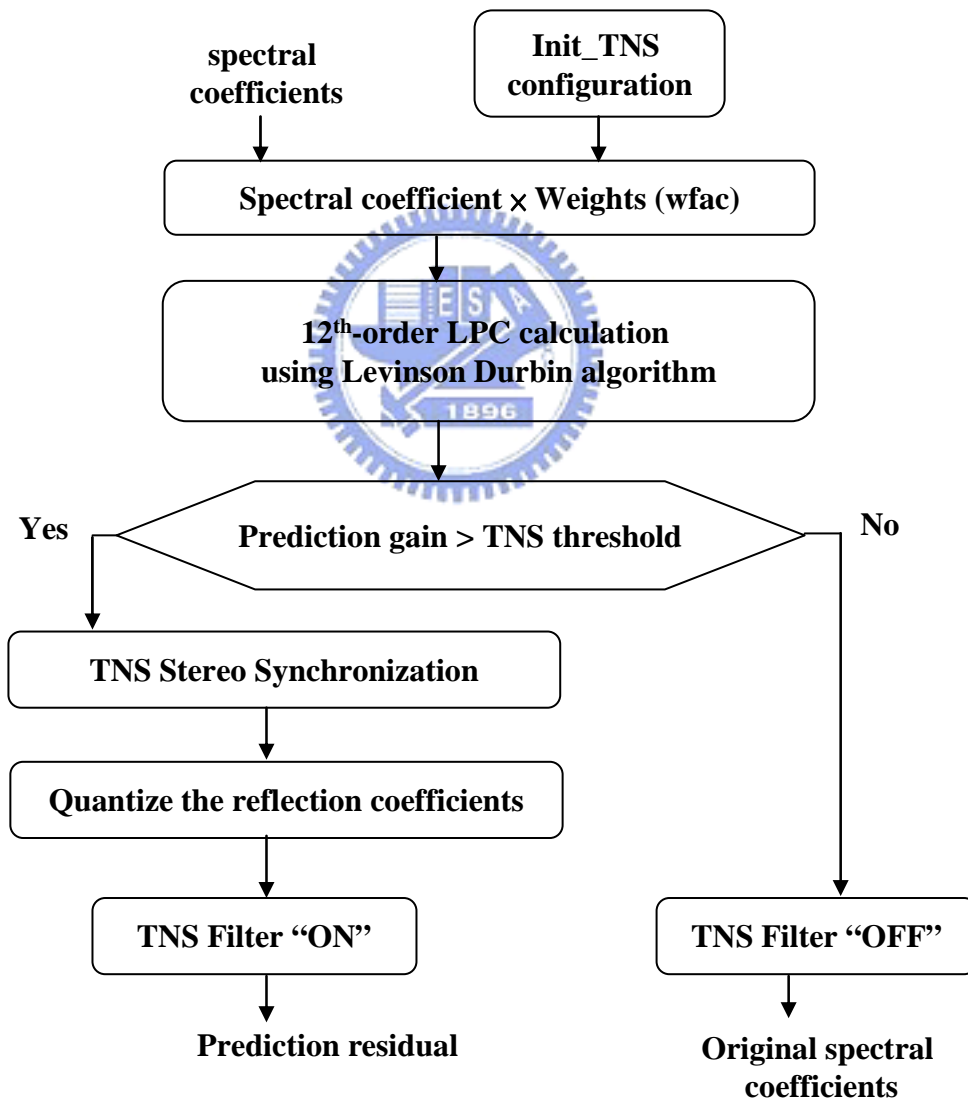 spectral
coefficients
Init_TNS
configuration
Spectral coefficient × Weights (wfac)
E S A
12th-order LPC calculation
using Levinson Durbin algorithm
1896
Prediction gain > TNS threshold
Yes
No
TNS Stereo Synchronization
Quantize the reflection coefficients
TNS Filter “ON”
TNS Filter “OFF”
Prediction residual
Original spectral
coefficients